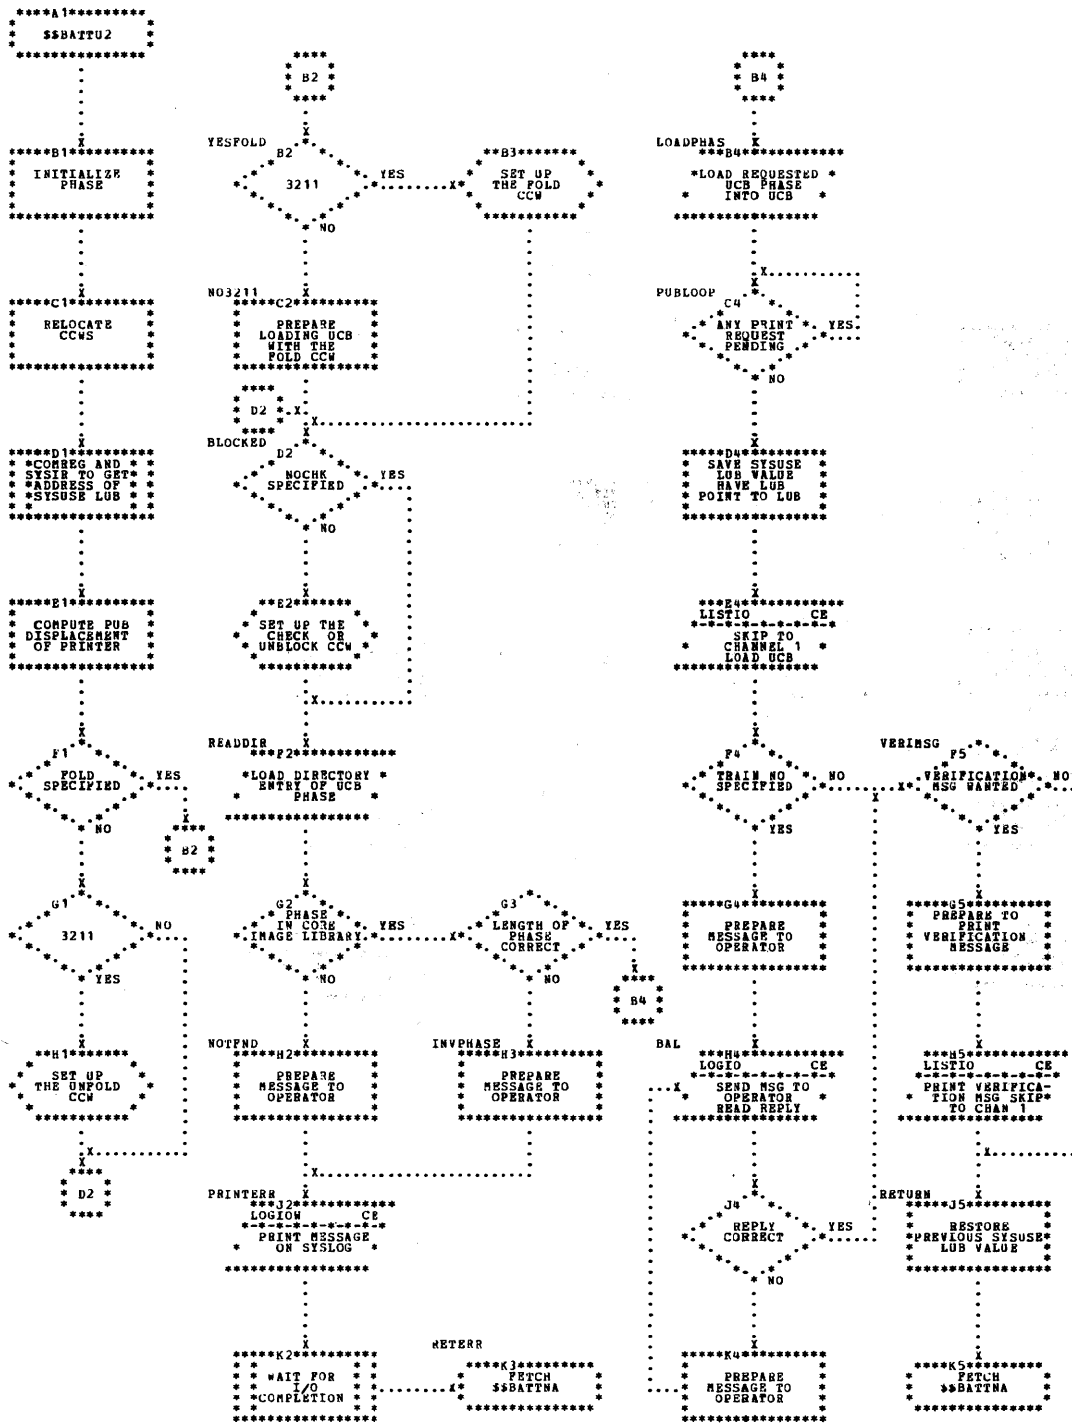 A1
$$BATTU2
B1
INITIALIZE
PHASE
C1
RELOCATE
CCWS
D1
COMREG AND
SYSIR TO GET
ADDRESS OF
SYSUSE LUB
E1
COMPUTE PUB
DISPLACEMENT
OF PRINTER
F1
FOLD
SPECIFIED
YES
NO
B2
G1
3211
NO
YES
H1
SET UP
THE UNFOLD
CCW
D2
B2
YESFOLD
B2
3211
YES
NO
B3
SET UP
THE FOLD
CCW
NO3211
C2
PREPARE
LOADING UCB
WITH THE
FOLD CCW
D2
BLOCKED
D2
NOCHK
SPECIFIED
YES
NO
E2
SET UP THE
CHECK OR
UNBLOCK CCW
READDIR
F2
LOAD DIRECTORY
ENTRY OF UCB
PHASE
G2
PHASE
IN CORE
IMAGE LIBRARY
YES
NO
G3
LENGTH OF
PHASE
CORRECT
YES
NO
B4
NOTFND
H2
PREPARE
MESSAGE TO
OPERATOR
INVPHASE
H3
PREPARE
MESSAGE TO
OPERATOR
PRINTERR
J2
LOGIOW CE
PRINT MESSAGE
ON SYSLOG
K2
WAIT FOR
I/O
COMPLETION
RETERR
K3
FETCH
$$BATTNA
B4
LOADPHAS
B4
LOAD REQUESTED
UCB PHASE
INTO UCB
PUBLOOP
C4
ANY PRINT
REQUEST
PENDING
YES
NO
D4
SAVE SYSUSE
LUB VALUE
HAVE LUB
POINT TO LUB
E4
LISTIO CE
SKIP TO
CHANNEL 1
LOAD UCB
F4
TRAIN NO
SPECIFIED
NO
YES
G4
PREPARE
MESSAGE TO
OPERATOR
BAL
H4
LOGIO CE
SEND MSG TO
OPERATOR
READ REPLY
J4
REPLY
CORRECT
YES
NO
K4
PREPARE
MESSAGE TO
OPERATOR
VERIMSG
F5
VERIFICATION
MSG WANTED
NO
YES
G5
PREPARE TO
PRINT
VERIFICATION
MESSAGE
H5
LISTIO CE
PRINT VERIFICA-
TION MSG SKIP
TO CHAN 1
RETURN
J5
RESTORE
PREVIOUS SYSUSE
LUB VALUE
K5
FETCH
$$BATTNA